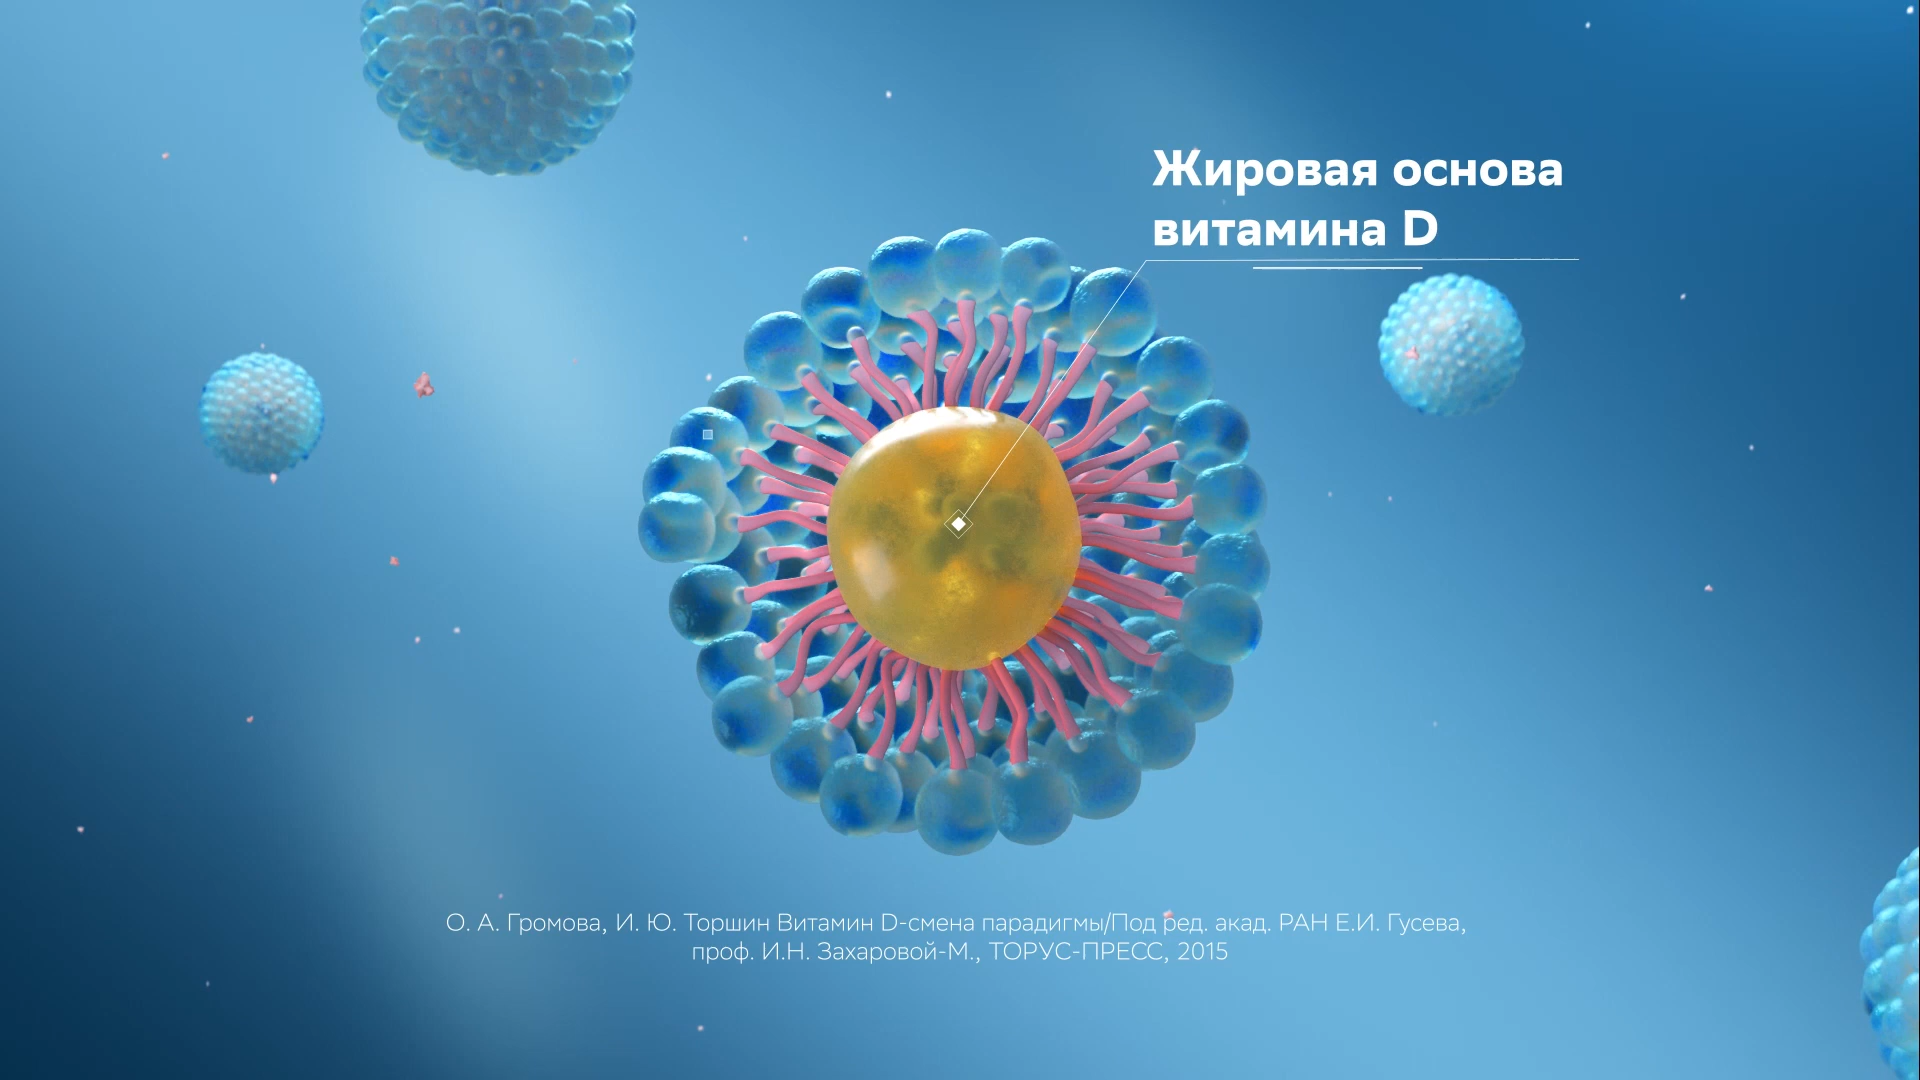 Жировая основа
витамина D
О. А. Громова, И. Ю. Торшин Витамин D-смена парадигмы/Под ред. акад. РАН Е.И. Гусева,
проф. И.Н. Захаровой-М., ТОРУС-ПРЕСС, 2015